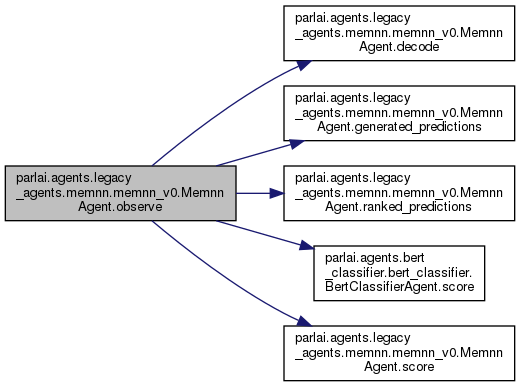 parlai.agents.legacy
_agents.memnn.memnn_v0.Memnn
Agent.decode
parlai.agents.legacy
_agents.memnn.memnn_v0.Memnn
Agent.generated_predictions
parlai.agents.legacy
_agents.memnn.memnn_v0.Memnn
Agent.observe
parlai.agents.legacy
_agents.memnn.memnn_v0.Memnn
Agent.ranked_predictions
parlai.agents.bert
_classifier.bert_classifier.
BertClassifierAgent.score
parlai.agents.legacy
_agents.memnn.memnn_v0.Memnn
Agent.score